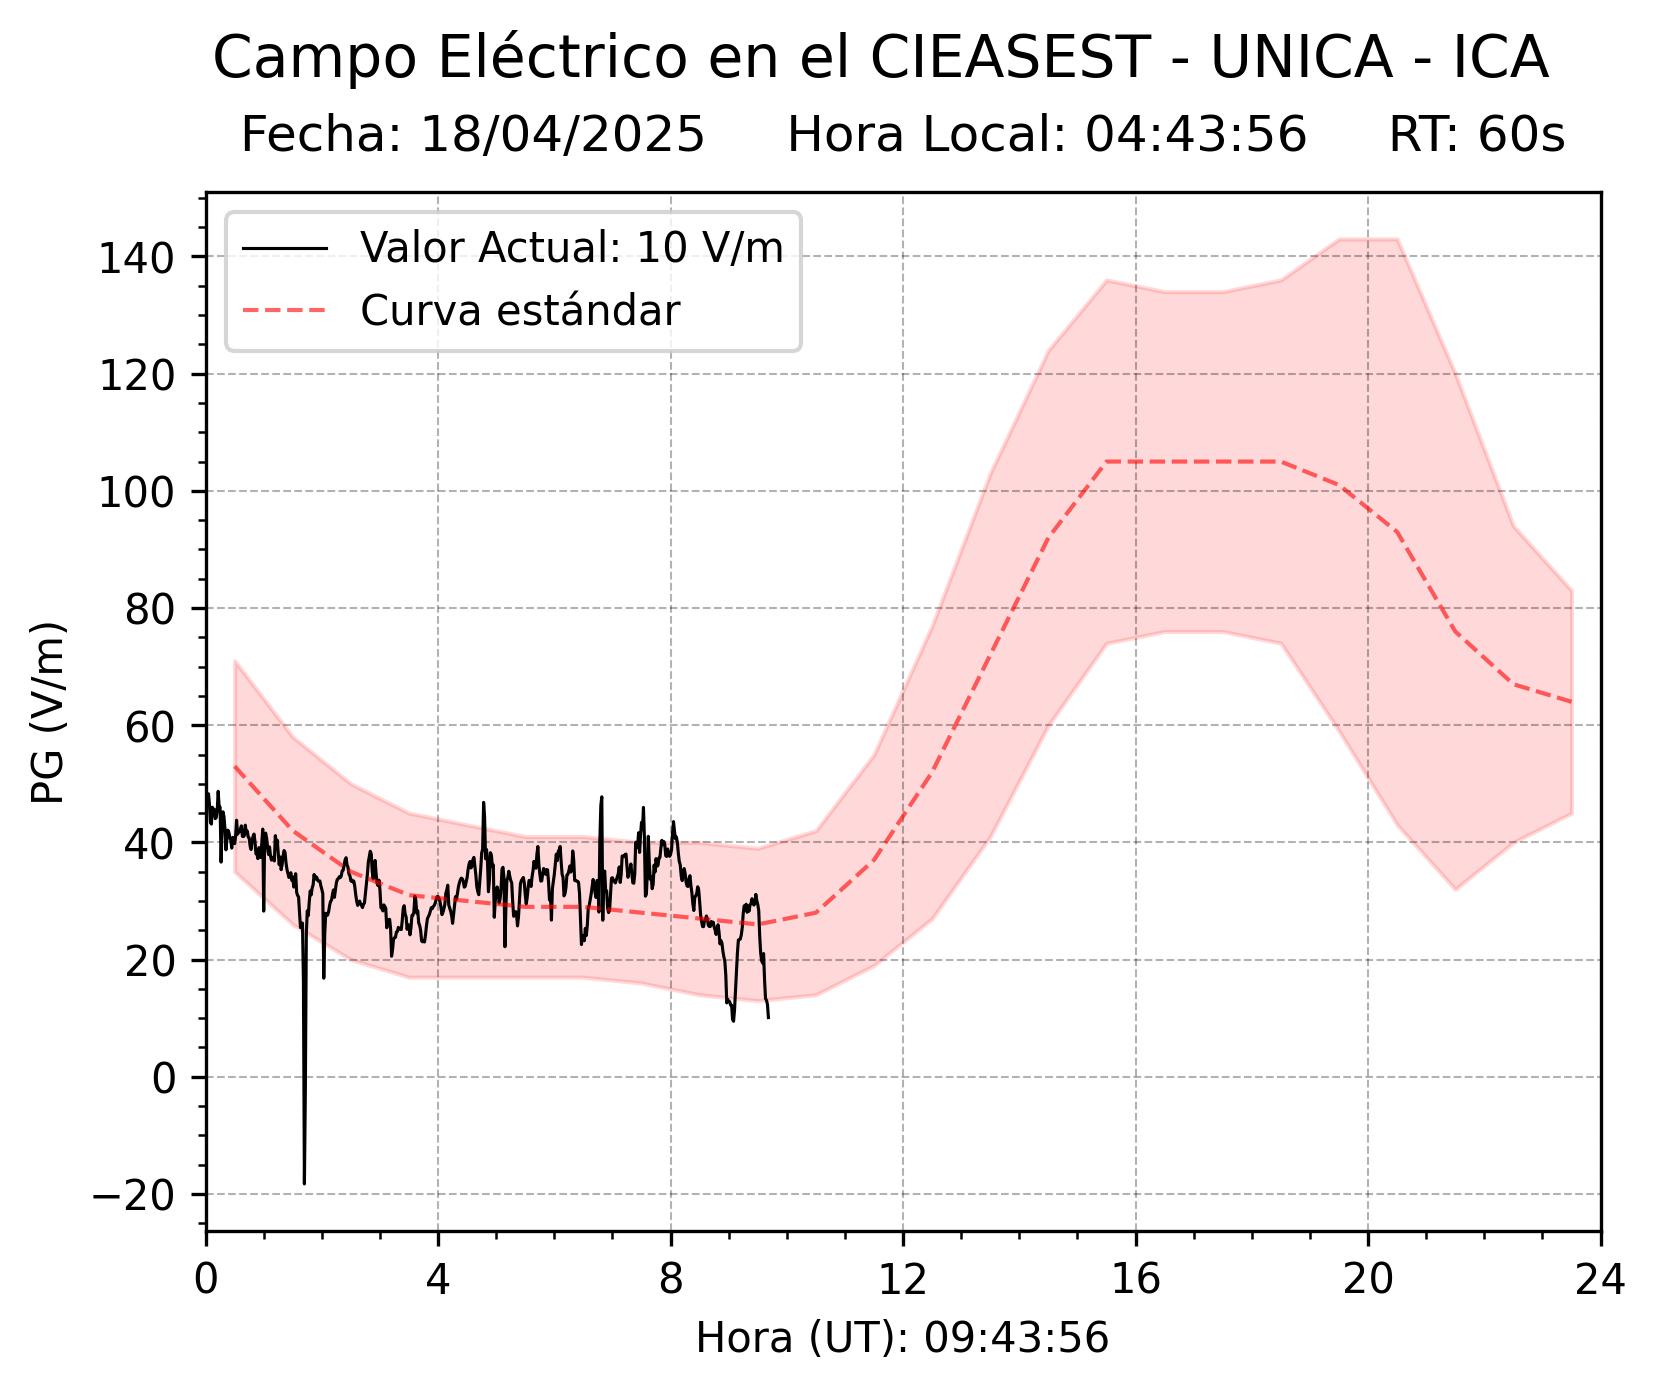 Campo Eléctrico en el CIEASEST - UNICA - ICA
Fecha: 18/04/2025 Hora Local: 04:43:56 RT: 60s
Valor Actual: 10 V/m
Curva estándar
PG (V/m)
140
120
100
80
60
40
20
0
−20
0 4 8 12 16 20 24
Hora (UT): 09:43:56